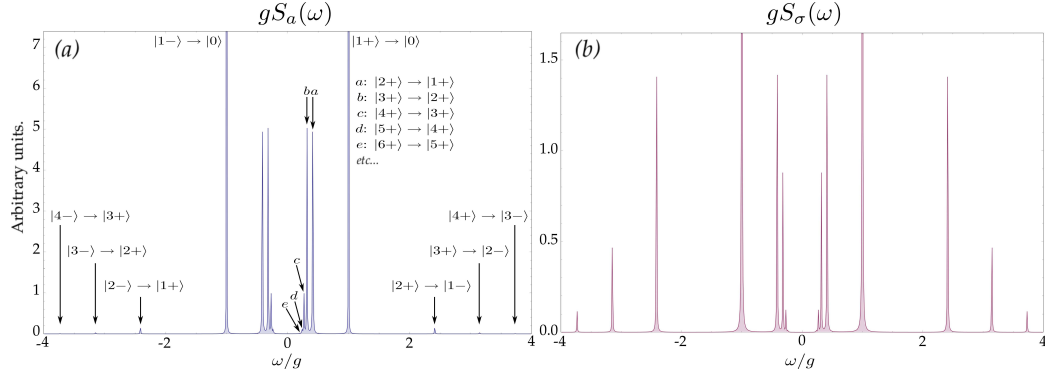 gSₐ(ω)
(a)
|1−⟩ → |0⟩
|1+⟩ → |0⟩
b a
a: |2+⟩ → |1+⟩
b: |3+⟩ → |2+⟩
c: |4+⟩ → |3+⟩
d: |5+⟩ → |4+⟩
e: |6+⟩ → |5+⟩
etc...
|4−⟩ → |3+⟩
|3−⟩ → |2+⟩
|2−⟩ → |1+⟩
c
d
e
|4+⟩ → |3−⟩
|3+⟩ → |2−⟩
|2+⟩ → |1−⟩
Arbitrary units.
7
6
5
4
3
2
1
0
-4 -2 0 2 4
ω/g
gS_σ(ω)
(b)
1.5
1.0
0.5
0.0
-4 -2 0 2 4
ω/g